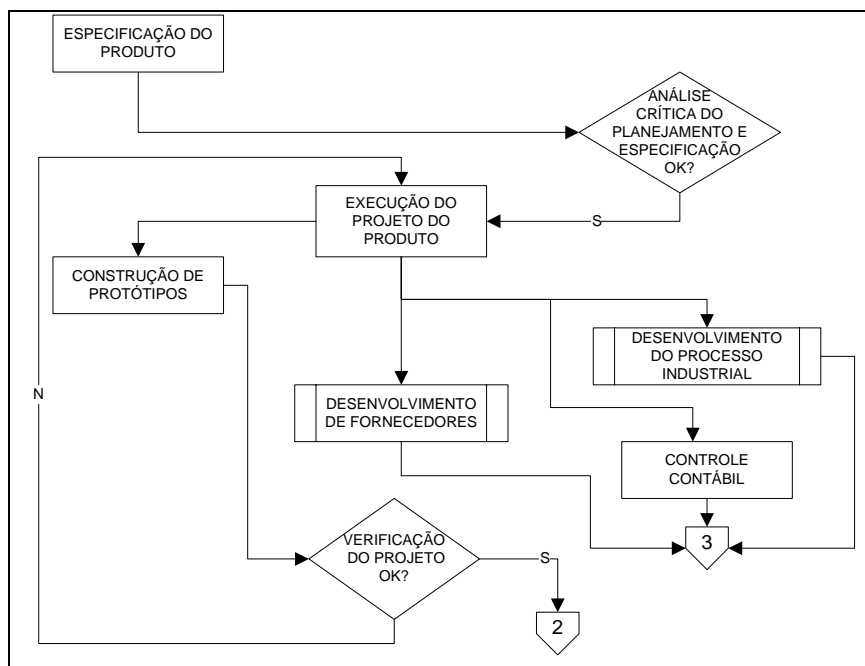 ESPECIFICAÇÃO DO
PRODUTO
ANÁLISE
CRÍTICA DO
PLANEJAMENTO E
ESPECIFICAÇÃO
OK?
EXECUÇÃO DO
PROJETO DO
PRODUTO
S
CONSTRUÇÃO DE
PROTÓTIPOS
DESENVOLVIMENTO
DO PROCESSO
INDUSTRIAL
N
DESENVOLVIMENTO
DE FORNECEDORES
CONTROLE
CONTÁBIL
VERIFICAÇÃO
DO PROJETO
OK?
S
3
2